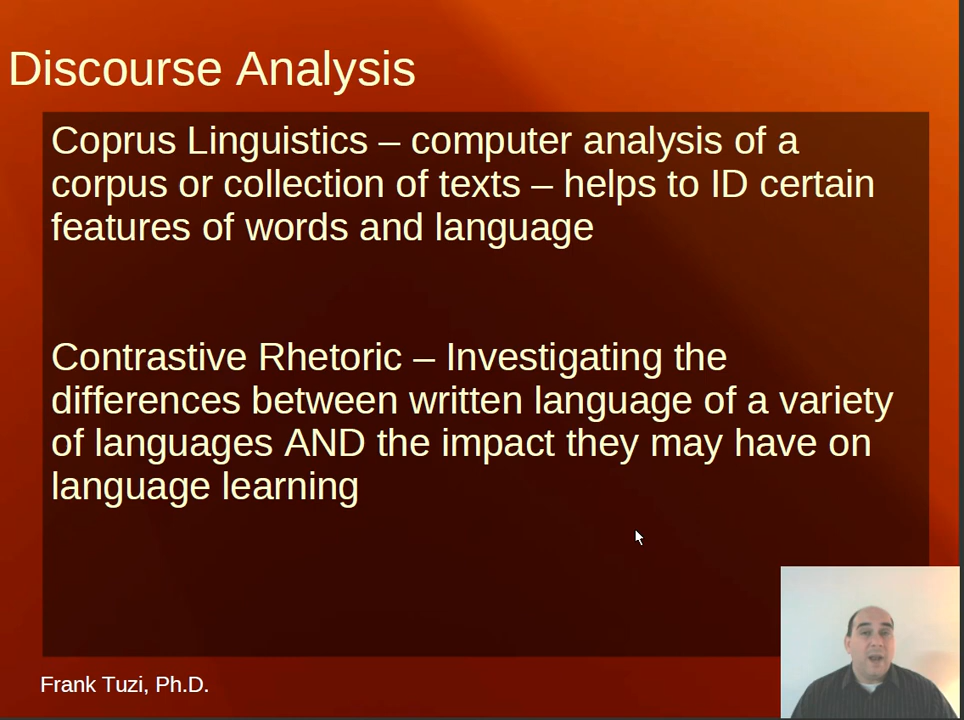 Discourse Analysis
Coprus Linguistics – computer analysis of a
corpus or collection of texts – helps to ID certain
features of words and language
Contrastive Rhetoric – Investigating the
differences between written language of a variety
of languages AND the impact they may have on
language learning
Frank Tuzi, Ph.D.